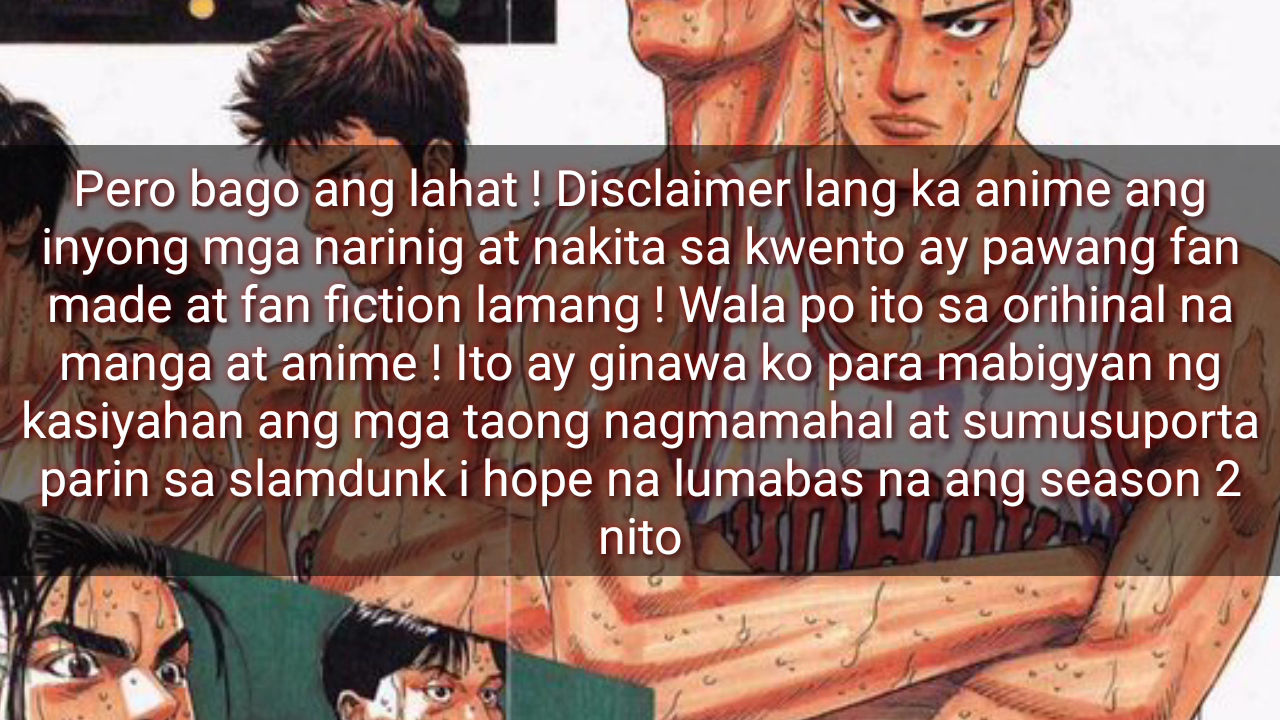 Pero bago ang lahat ! Disclaimer lang ka anime ang
inyong mga narinig at nakita sa kwento ay pawang fan
made at fan fiction lamang ! Wala po ito sa orihinal na
manga at anime ! Ito ay ginawa ko para mabigyan ng
kasiyahan ang mga taong nagmamahal at sumusuporta
parin sa slamdunk i hope na lumabas na ang season 2
nito